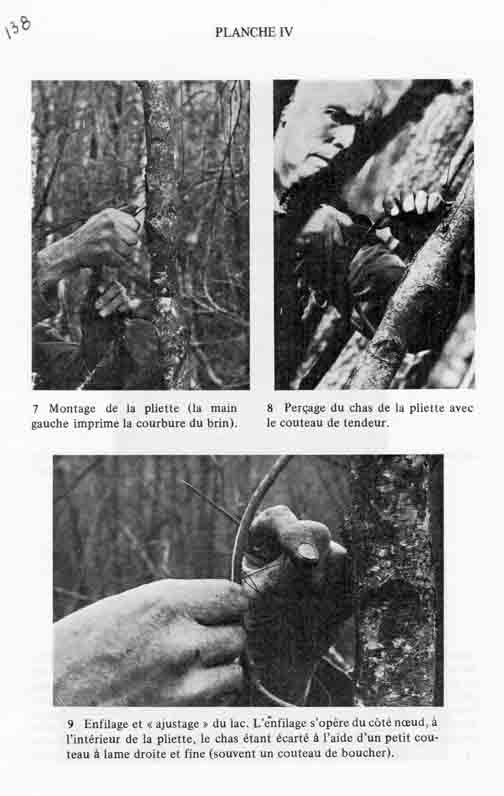 138
PLANCHE IV
7 Montage de la pliette (la main
gauche imprime la courbure du brin).
8 Perçage du chas de la pliette avec
le couteau de tendeur.
9 Enfilage et « ajustage » du lac. L'enfilage s'opère du côté nœud, à
l'intérieur de la pliette, le chas étant écarté à l'aide d'un petit cou-
teau à lame droite et fine (souvent un couteau de boucher).